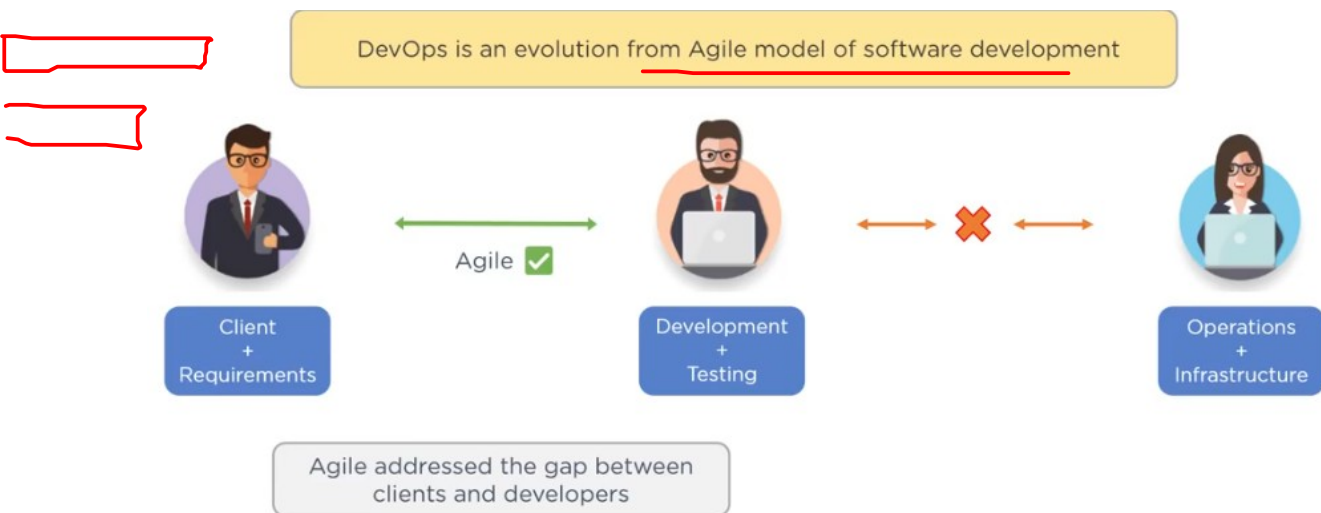 DevOps is an evolution from Agile model of software development
Agile
Client
+
Requirements
Development
+
Testing
Operations
+
Infrastructure
Agile addressed the gap between
clients and developers